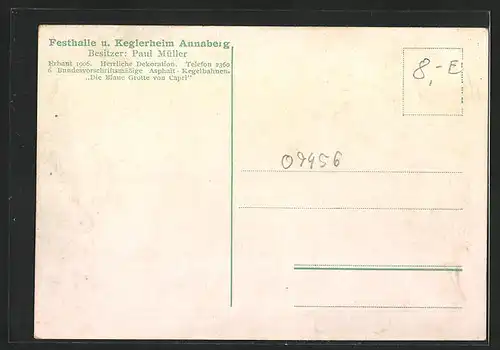 Festhalle u. Keglerheim Annaberg
Besitzer: Paul Müller
Erbaut 1906. Herrliche Dekoration. Telefon 2360
6 Bundesvorschriftsmäßige Asphalt-Kegelbahnen.
„Die Blaue Grotte von Capri"
8,-E
09456